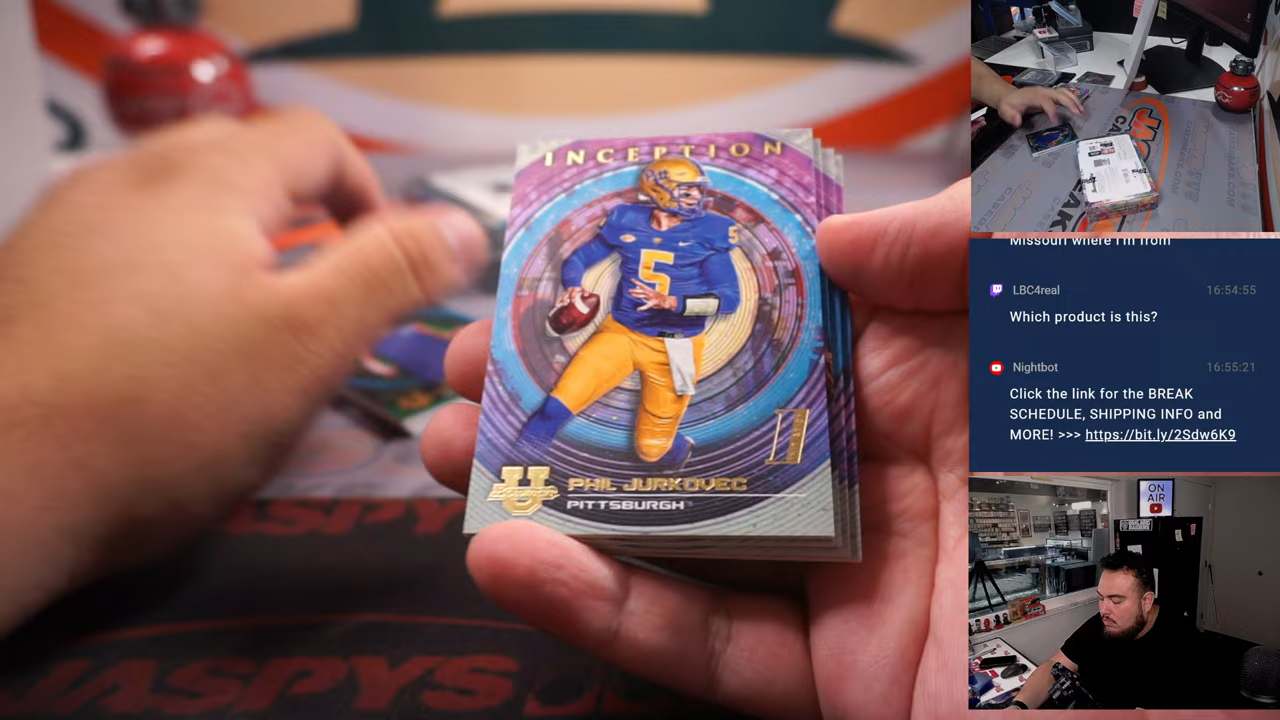 INCEPTION
5
5
PHIL JURKOVEC
PITTSBURGH
JASPYS
Missouri where I'm from
LBC4real
16:54:55
Which product is this?
Nightbot
16:55:21
Click the link for the BREAK
SCHEDULE, SHIPPING INFO and
MORE! >>> https://bit.ly/2Sdw6K9
ON
AIR